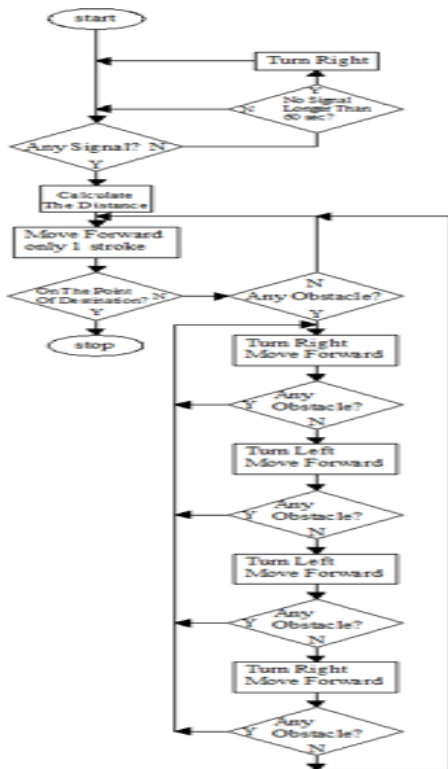 start
Turn Right
Y
No Signal
Longer Than
60 sec?
N
Any Signal?
N
Y
Calculate
The Distance
Move Forward
only 1 stroke
On The Point
Of Destination?
N
Y
stop
N
Any Obstacle?
Y
Turn Right
Move Forward
Any
Obstacle?
Y
N
Turn Left
Move Forward
Any
Obstacle?
Y
N
Turn Left
Move Forward
Any
Obstacle?
Y
N
Turn Right
Move Forward
Any
Obstacle?
Y
N